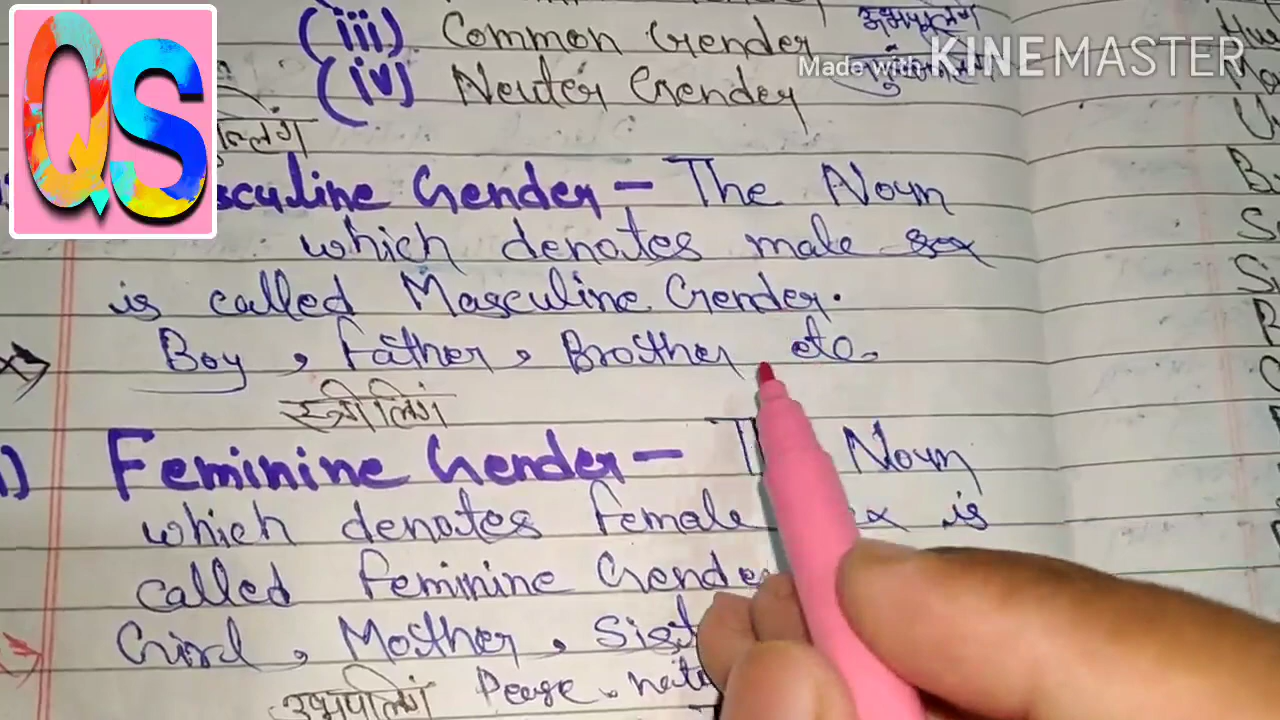 QS
(iii) Common Gender
Made with KINEMASTER
(iv) Neuter Gender
sculine Gender - The Noun
which denotes male sex
is called Masculine Gender.
Boy, Father, Brother etc.
स्त्रीलिंग
Feminine Gender - T Noun
which denotes female ex is
called feminine Gende
Girl, Mother, Sist